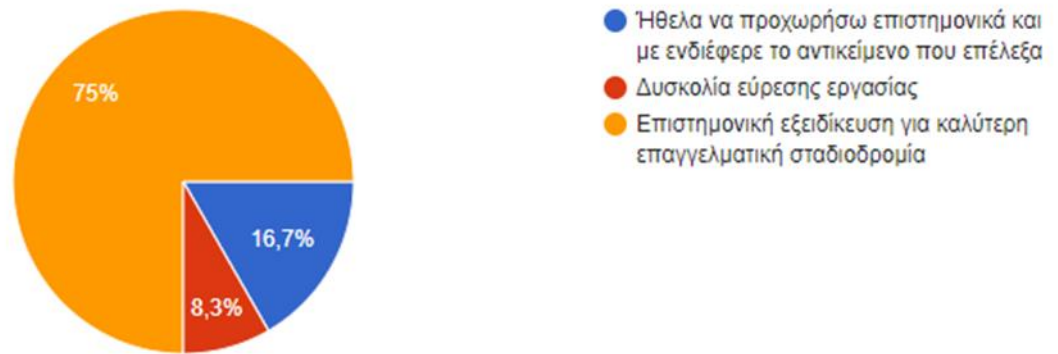 75%
16,7%
8,3%
Ήθελα να προχωρήσω επιστημονικά και
με ενδιέφερε το αντικείμενο που επέλεξα
Δυσκολία εύρεσης εργασίας
Επιστημονική εξειδίκευση για καλύτερη
επαγγελματική σταδιοδρομία